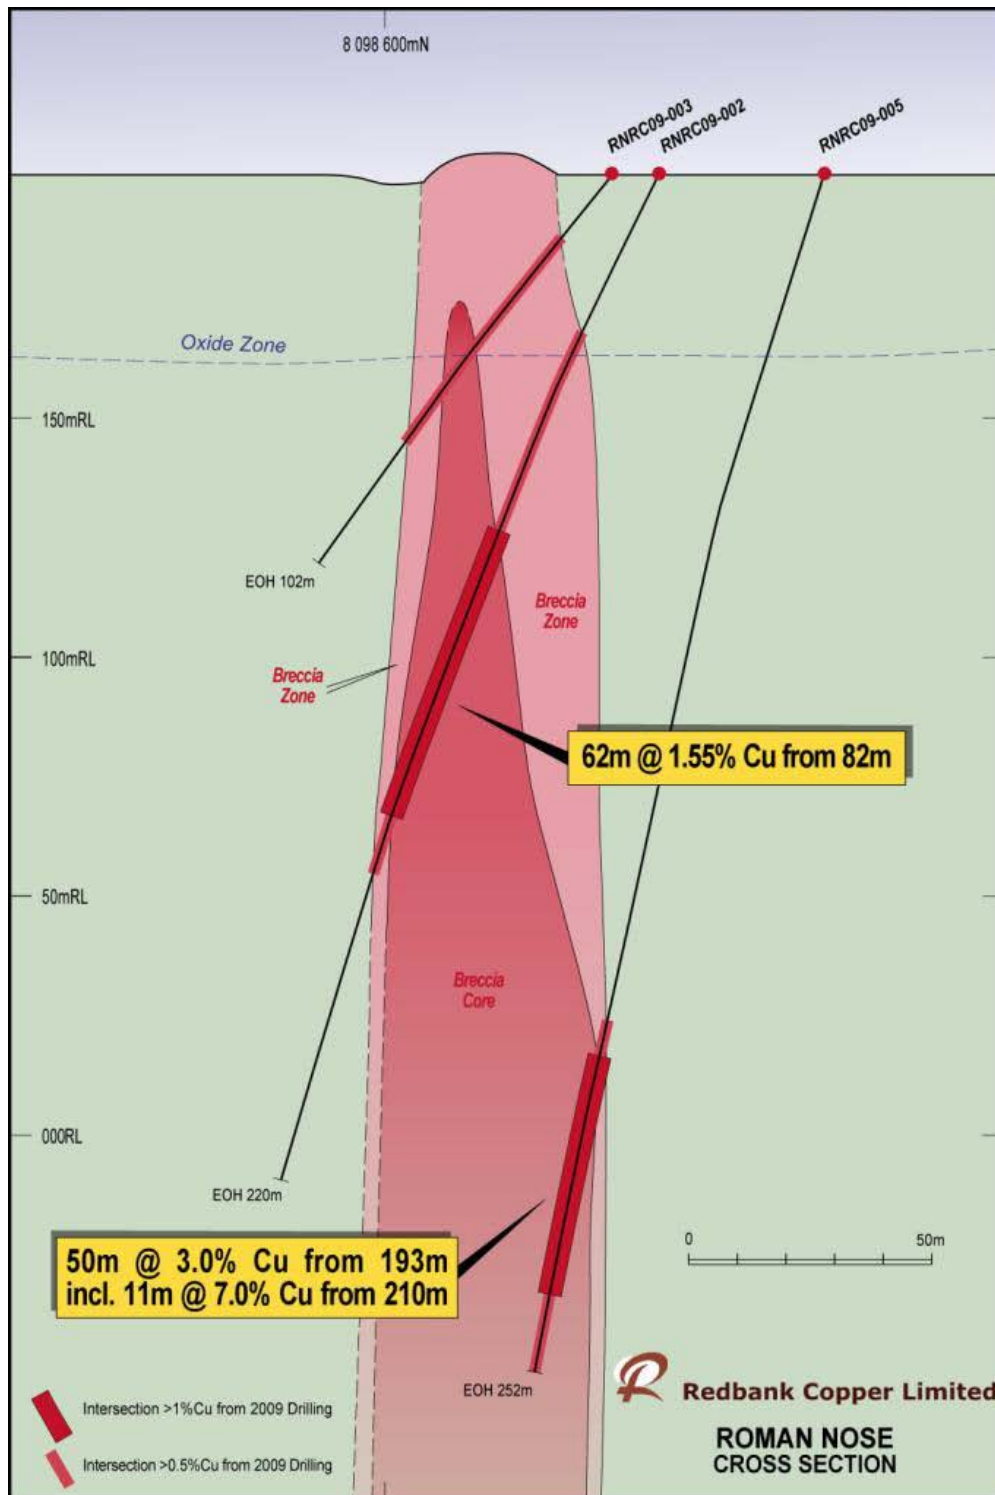 8 098 600mN
RNRC09-003
RNRC09-002
RNRC09-005
Oxide Zone
150mRL
EOH 102m
Breccia
Zone
100mRL
Breccia
Zone
62m @ 1.55% Cu from 82m
50mRL
Breccia
Core
000RL
EOH 220m
0
50m
50m @ 3.0% Cu from 193m
incl. 11m @ 7.0% Cu from 210m
EOH 252m
R
Redbank Copper Limited
Intersection >1%Cu from 2009 Drilling
ROMAN NOSE
CROSS SECTION
Intersection >0.5%Cu from 2009 Drilling